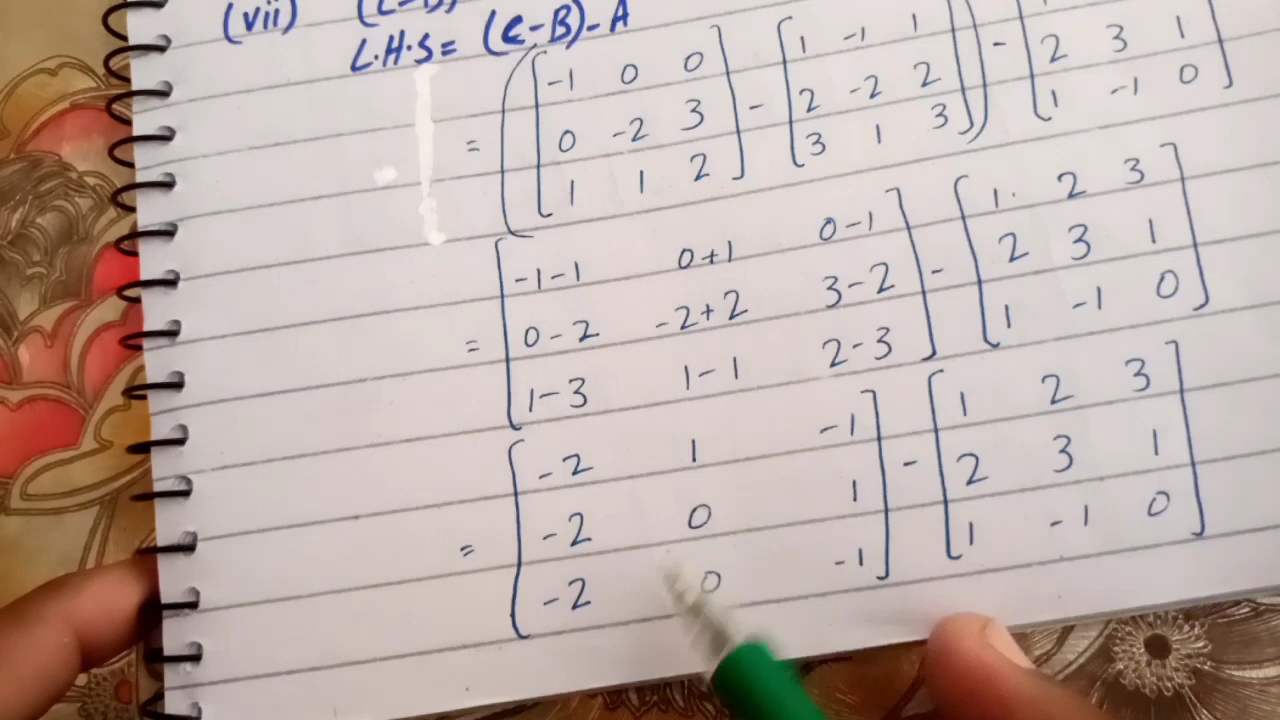 (vii) (C-B)
L.H.S = (C-B)-A
= ([-1 0 0] - [1 -1 1]) - [
[0 -2 3] [2 -2 2] [2 3 1]
[1 1 2] [3 1 3] [1 -1 0]
= [-1-1 0+1 0-1] - [1. 2 3]
[0-2 -2+2 3-2] [2 3 1]
[1-3 1-1 2-3] [1 -1 0]
= [-2 1 -1] - [1 2 3]
[-2 0 1] [2 3 1]
[-2 0 -1] [1 -1 0]